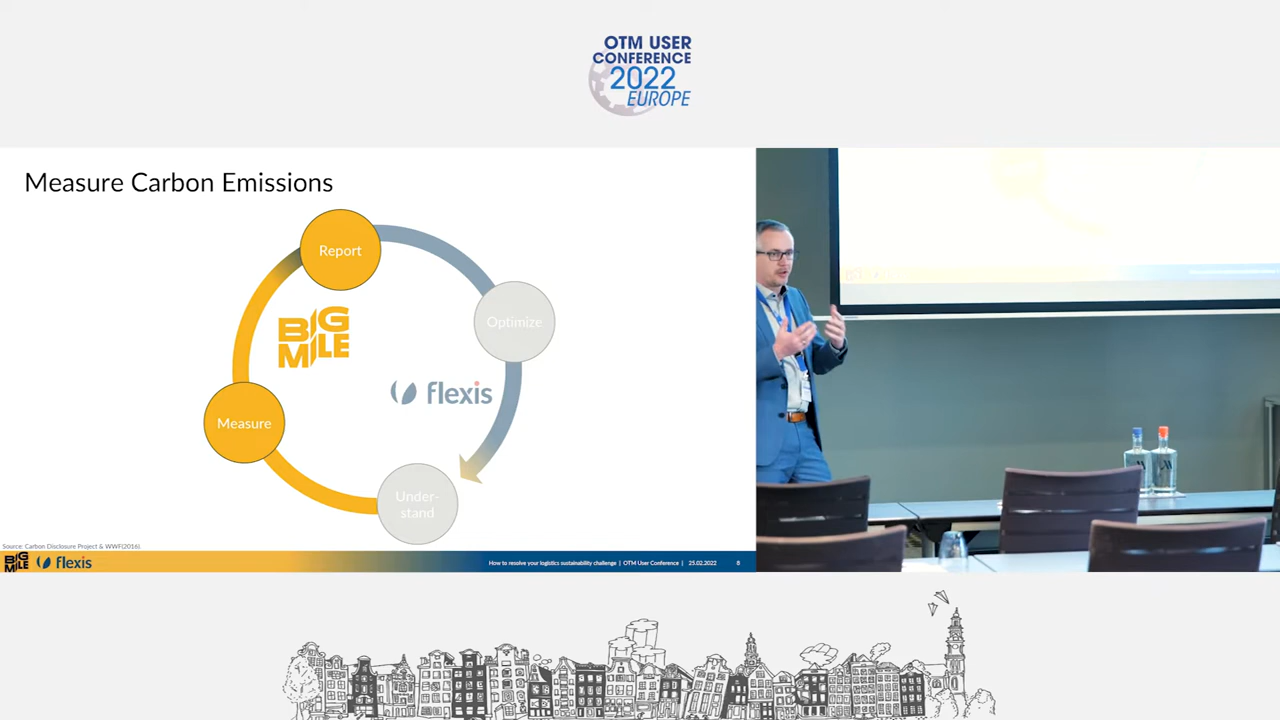 OTM USER
CONFERENCE
2022
EUROPE
Measure Carbon Emissions
Report
Optimize
BIG
MILE
flexis
Measure
Under-
stand
Source: Carbon Disclosure Project & WWF(2016).
BIG
MILE
flexis
How to resolve your logistics sustainability challenge | OTM User Conference | 25.02.2022 8